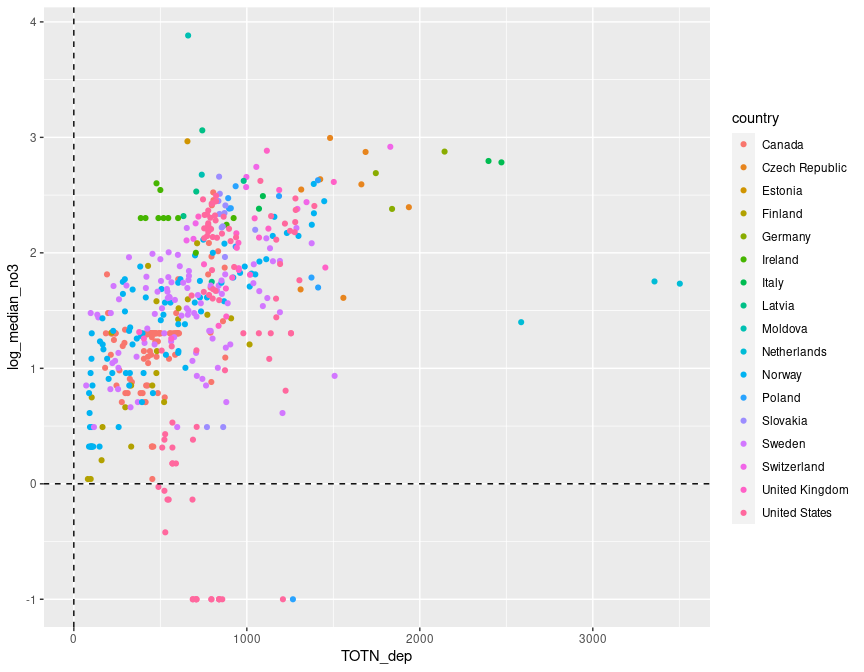 4
3
2
1
0
-1
log_median_no3
0
1000
2000
3000
TOTN_dep
country
Canada
Czech Republic
Estonia
Finland
Germany
Ireland
Italy
Latvia
Moldova
Netherlands
Norway
Poland
Slovakia
Sweden
Switzerland
United Kingdom
United States